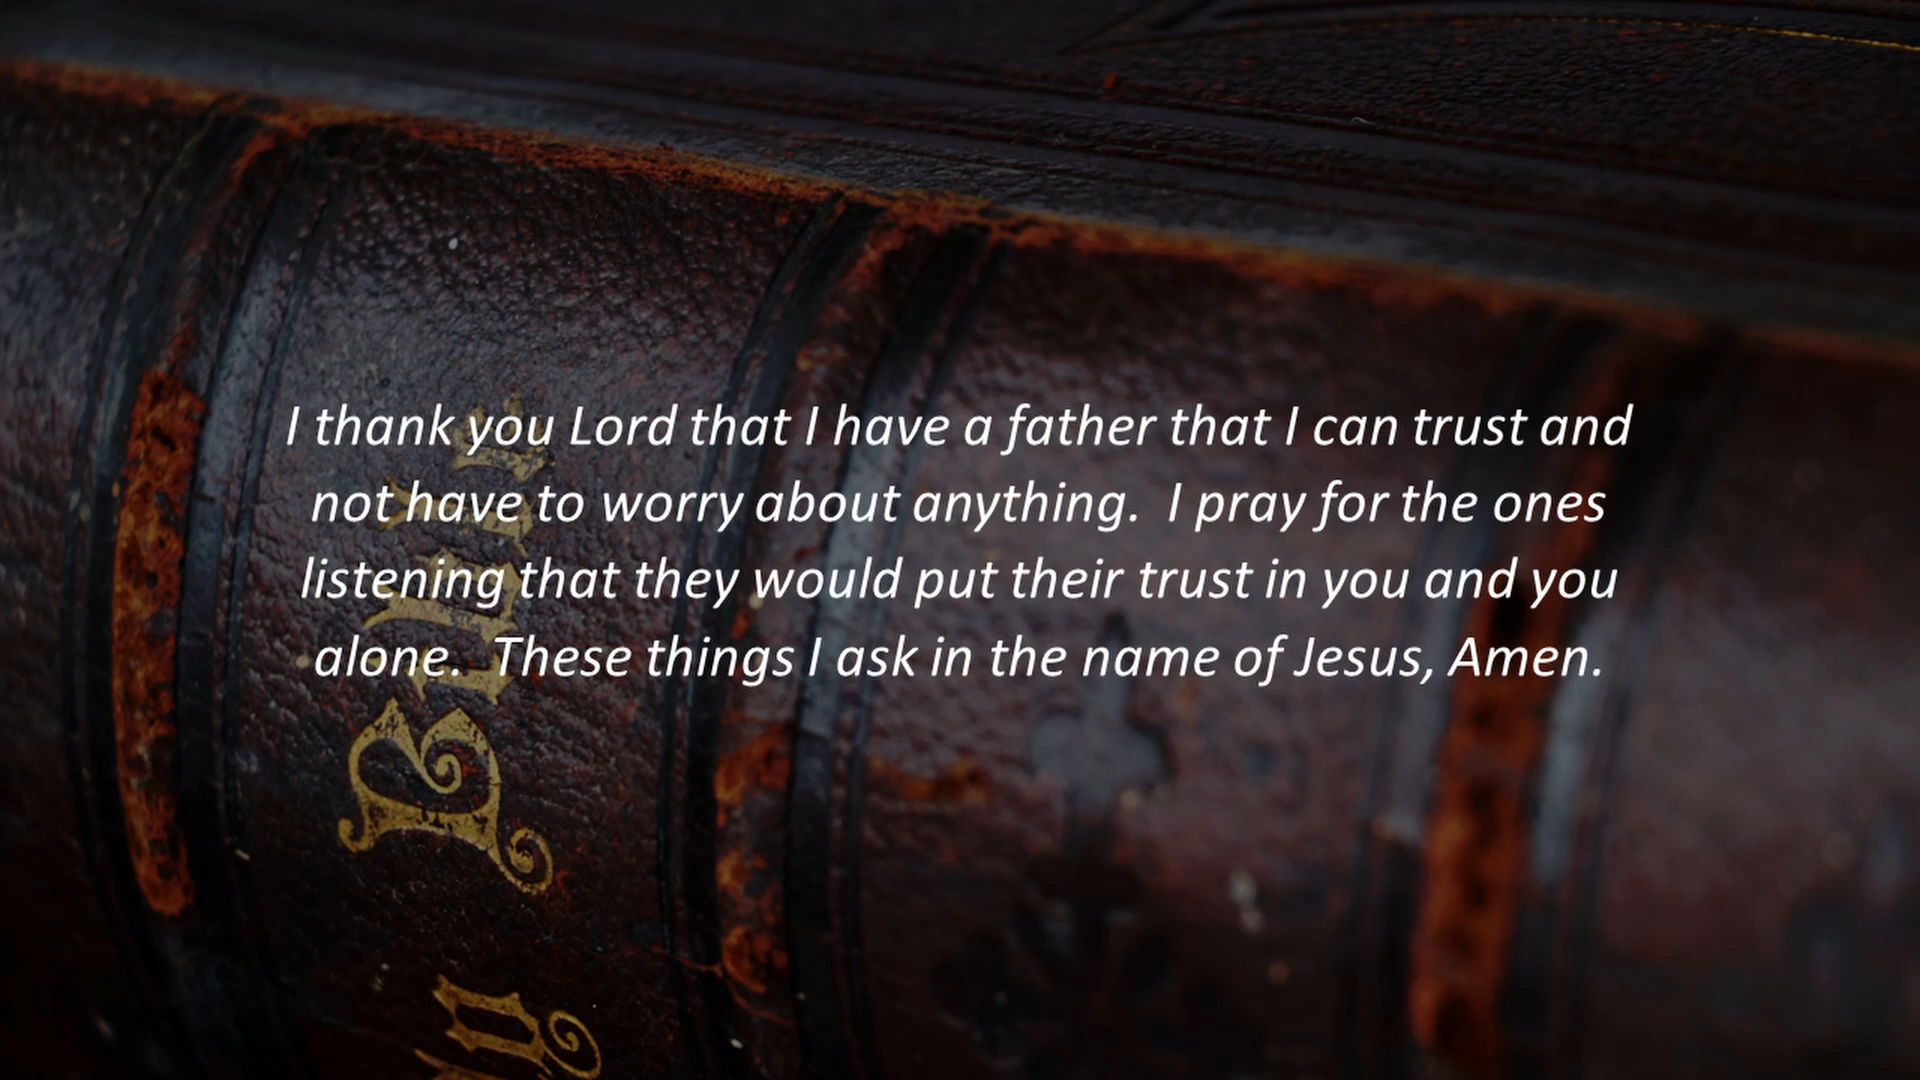 I thank you Lord that I have a father that I can trust and
not have to worry about anything.  I pray for the ones
listening that they would put their trust in you and you
alone.  These things I ask in the name of Jesus, Amen.
Bible